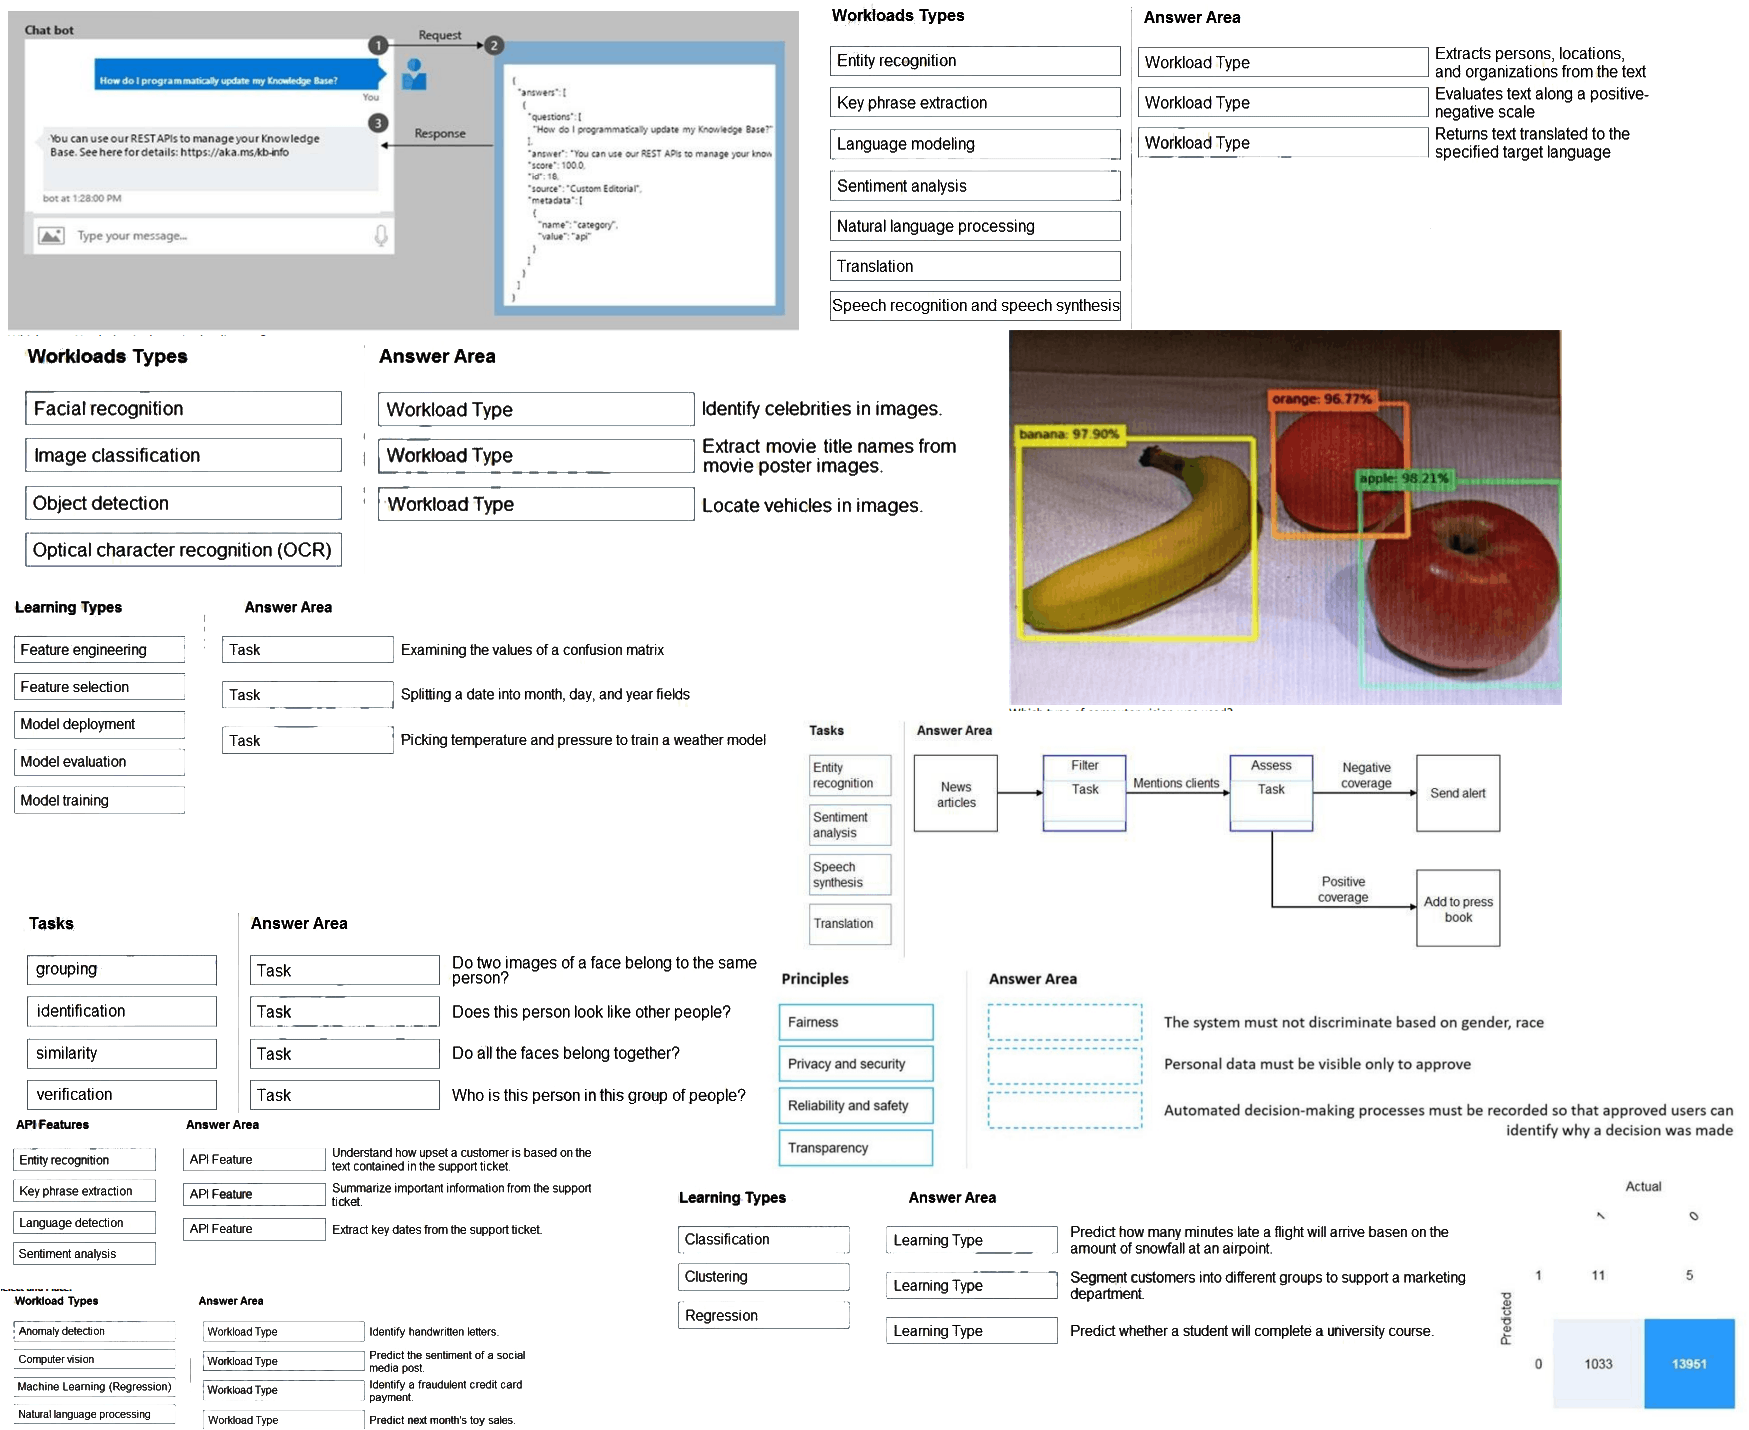 Chat bot
1
Request
2
How do I programmatically update my Knowledge Base?
You
3
Response
You can use our REST APIs to manage your Knowledge
Base. See here for details: https://aka.ms/kb-info
bot at 1:28:00 PM
Type your message...
{
"answers": [
{
"questions": [
"How do I programmatically update my Knowledge Base?"
],
"answer": "You can use our REST APIs to manage your know
"score": 100.0,
"id": 18,
"source": "Custom Editorial",
"metadata": [
{
"name": "category",
"value": "api"
}
]
}
]
}
Workloads Types
Answer Area
Entity recognition
Key phrase extraction
Language modeling
Sentiment analysis
Natural language processing
Translation
Speech recognition and speech synthesis
Workload Type
Extracts persons, locations,
and organizations from the text
Workload Type
Evaluates text along a positive-
negative scale
Workload Type
Returns text translated to the
specified target language
Workloads Types
Answer Area
Facial recognition
Image classification
Object detection
Optical character recognition (OCR)
Workload Type
Identify celebrities in images.
Workload Type
Extract movie title names from
movie poster images.
Workload Type
Locate vehicles in images.
banana: 97.90%
orange: 96.77%
apple: 98.21%
Learning Types
Answer Area
Feature engineering
Feature selection
Model deployment
Model evaluation
Model training
Task
Examining the values of a confusion matrix
Task
Splitting a date into month, day, and year fields
Task
Picking temperature and pressure to train a weather model
Tasks
Answer Area
Entity
recognition
Sentiment
analysis
Speech
synthesis
Translation
News
articles
Filter
Task
Mentions clients
Assess
Task
Negative
coverage
Send alert
Positive
coverage
Add to press
book
Tasks
Answer Area
grouping
identification
similarity
verification
Task
Do two images of a face belong to the same
person?
Task
Does this person look like other people?
Task
Do all the faces belong together?
Task
Who is this person in this group of people?
Principles
Answer Area
Fairness
Privacy and security
Reliability and safety
Transparency
The system must not discriminate based on gender, race
Personal data must be visible only to approve
Automated decision-making processes must be recorded so that approved users can
identify why a decision was made
API Features
Answer Area
Entity recognition
Key phrase extraction
Language detection
Sentiment analysis
API Feature
Understand how upset a customer is based on the
text contained in the support ticket.
API Feature
Summarize important information from the support
ticket.
API Feature
Extract key dates from the support ticket.
Learning Types
Answer Area
Classification
Clustering
Regression
Learning Type
Predict how many minutes late a flight will arrive basen on the
amount of snowfall at an airpoint.
Learning Type
Segment customers into different groups to support a marketing
department.
Learning Type
Predict whether a student will complete a university course.
Actual
1
0
Predicted
1
11
5
0
1033
13951
Workload Types
Answer Area
Anomaly detection
Computer vision
Machine Learning (Regression)
Natural language processing
Workload Type
Identify handwritten letters.
Workload Type
Predict the sentiment of a social
media post.
Workload Type
Identify a fraudulent credit card
payment.
Workload Type
Predict next month's toy sales.